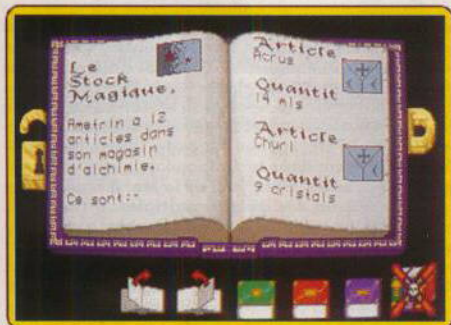 Le
Stock
Magique.
Ametrin a 12
articles dans
son magasin
d'alchimie.
Ce sont:-
Article
Acrus
Quantit
14 mls
Article
Churl
Quantit
9 cristals